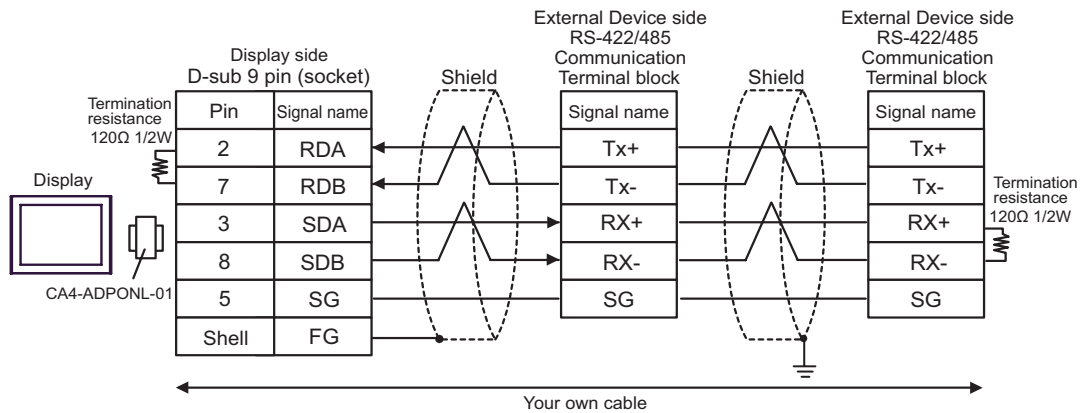 External Device side
RS-422/485
Communication
Terminal block
External Device side
RS-422/485
Communication
Terminal block
Display side
D-sub 9 pin (socket)
Shield
Shield
Termination
resistance
120Ω 1/2W
Pin
Signal name
Signal name
Signal name
2
RDA
Tx+
Tx+
7
RDB
Tx-
Tx-
3
SDA
RX+
RX+
8
SDB
RX-
RX-
5
SG
SG
SG
Shell
FG
Termination
resistance
120Ω 1/2W
Display
CA4-ADPONL-01
Your own cable